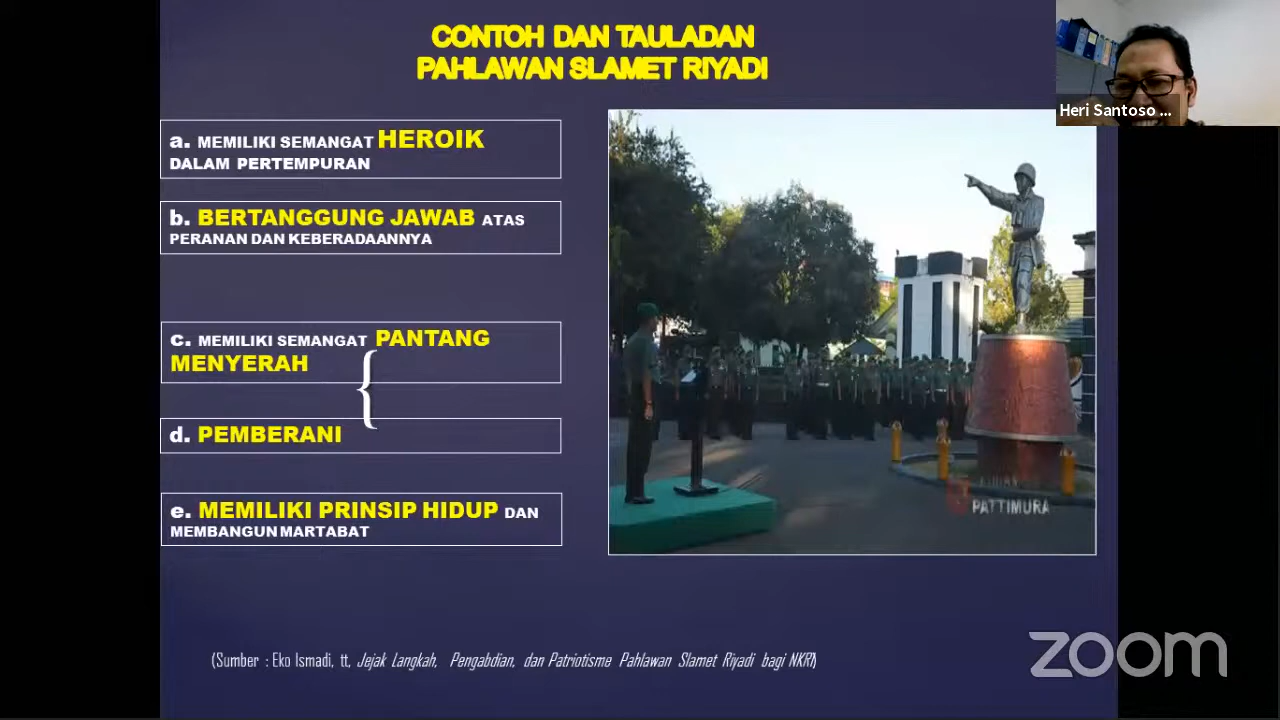 CONTOH DAN TAULADAN
PAHLAWAN SLAMET RIYADI
Heri Santoso ...
a. MEMILIKI SEMANGAT HEROIK
DALAM PERTEMPURAN
b. BERTANGGUNG JAWAB ATAS
PERANAN DAN KEBERADAANNYA
c. MEMILIKI SEMANGAT PANTANG
MENYERAH
d. PEMBERANI
e. MEMILIKI PRINSIP HIDUP DAN
MEMBANGUN MARTABAT
PATTIMURA
(Sumber : Eko Ismadi, tt, Jejak Langkah, Pengabdian, dan Patriotisme Pahlawan Slamet Riyadi bagi NKRI)
zoom